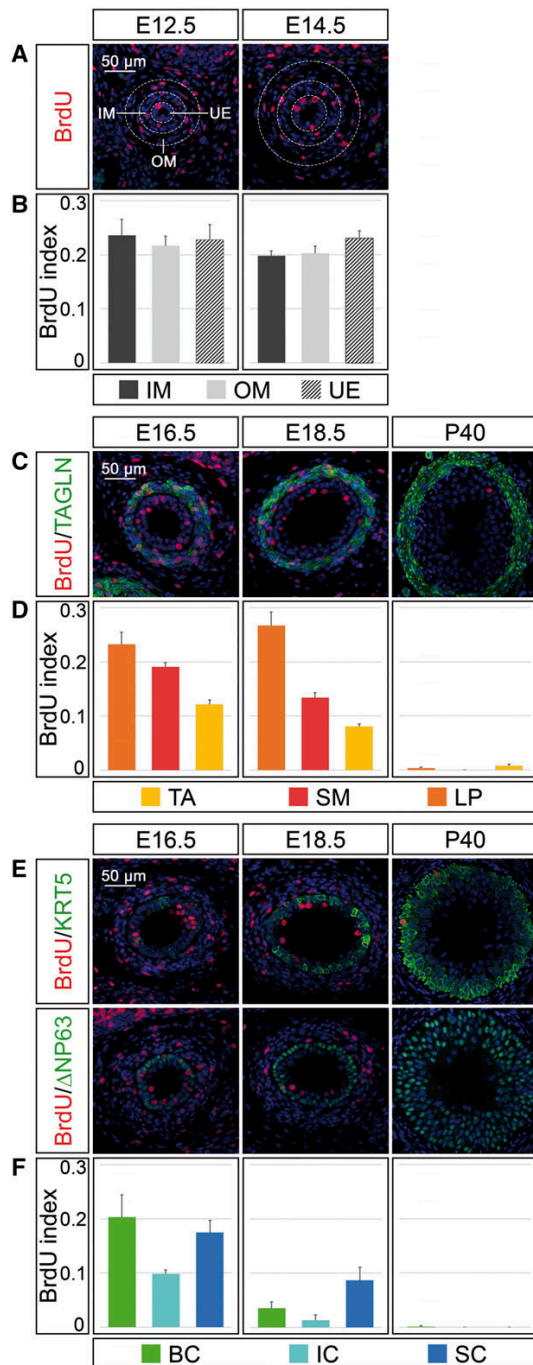 E12.5 E14.5
A
BrdU
50 µm
IM UE
OM
B
BrdU index
0.3
0.2
0.1
0
IM OM UE
E16.5 E18.5 P40
C
BrdU/TAGLN
50 µm
D
BrdU index
0.3
0.2
0.1
0
TA SM LP
E16.5 E18.5 P40
E
BrdU/KRT5
50 µm
BrdU/ΔNP63
F
BrdU index
0.3
0.2
0.1
0
BC IC SC